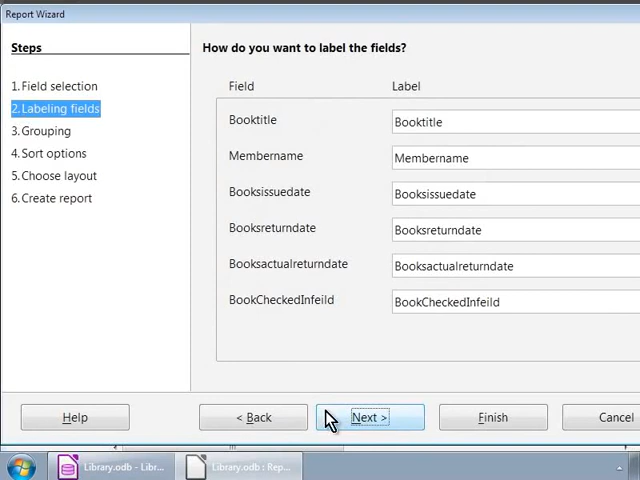 Report Wizard
Steps
How do you want to label the fields?
1.Field selection
Field Label
2.Labeling fields
Booktitle Booktitle
3.Grouping
4.Sort options
Membername Membername
5.Choose layout
Booksissuedate Booksissuedate
6.Create report
Booksreturndate Booksreturndate
Booksactualreturndate Booksactualreturndate
BookCheckedInfeild BookCheckedInfeild
Help < Back Next > Finish Cancel
Library.odb - Libr... Library.odb : Rep...